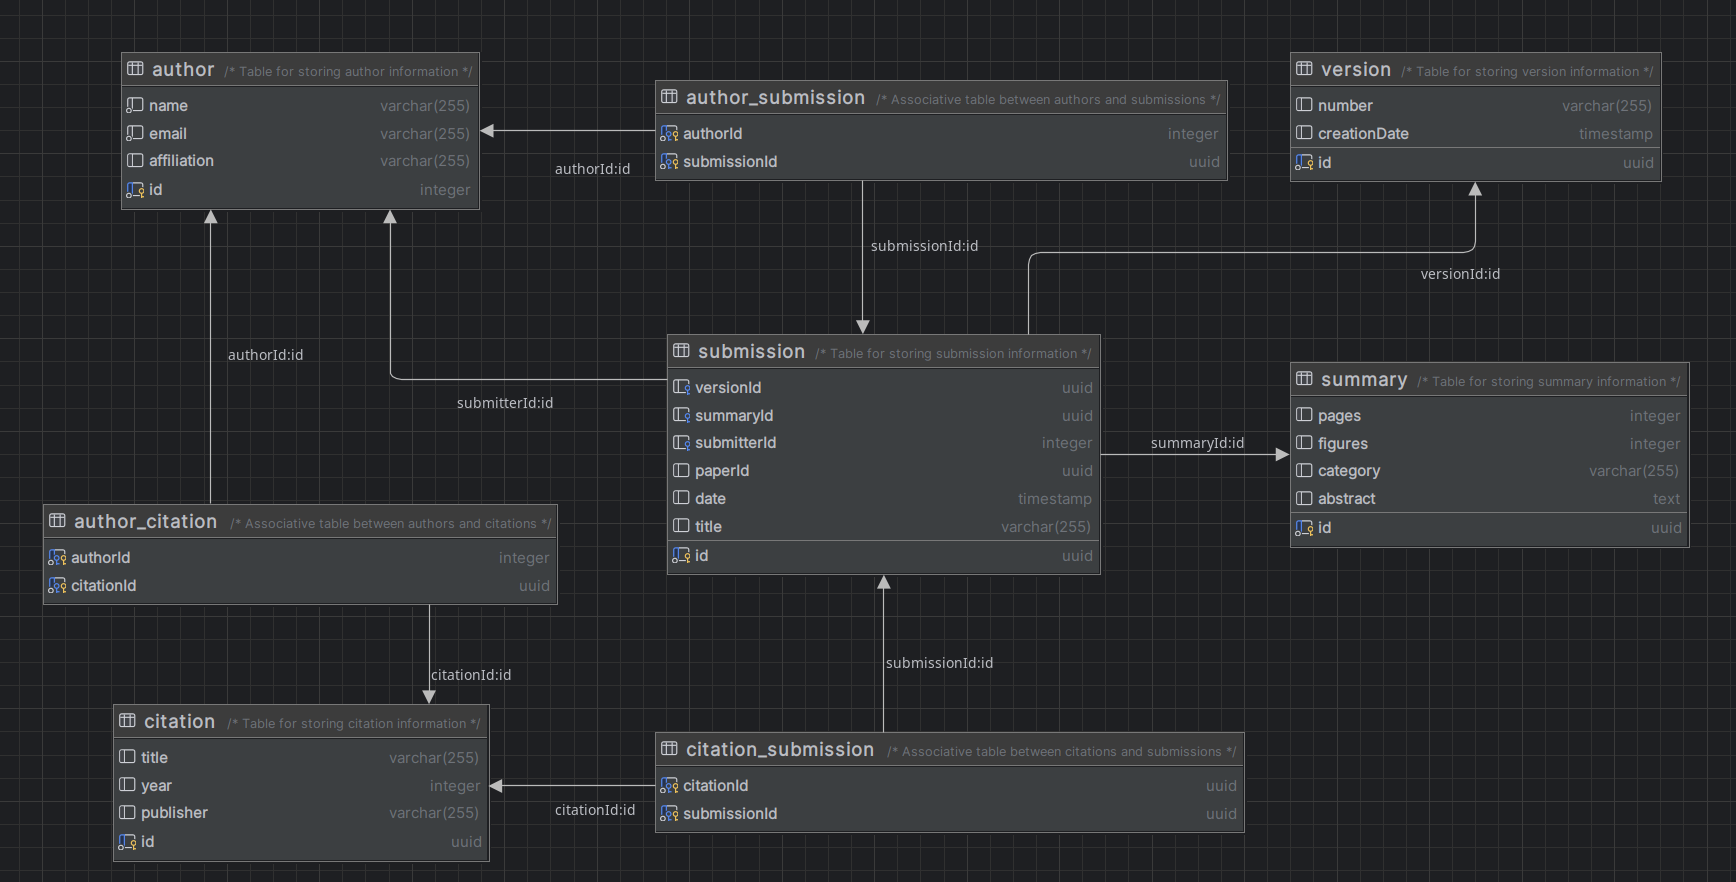 author /* Table for storing author information */
name varchar(255)
email varchar(255)
affiliation varchar(255)
id integer
author_submission /* Associative table between authors and submissions */
authorId integer
submissionId uuid
version /* Table for storing version information */
number varchar(255)
creationDate timestamp
id uuid
authorId:id
submissionId:id
versionId:id
authorId:id
submitterId:id
submission /* Table for storing submission information */
versionId uuid
summaryId uuid
submitterId integer
paperId uuid
date timestamp
title varchar(255)
id uuid
summaryId:id
summary /* Table for storing summary information */
pages integer
figures integer
category varchar(255)
abstract text
id uuid
author_citation /* Associative table between authors and citations */
authorId integer
citationId uuid
citationId:id
submissionId:id
citation /* Table for storing citation information */
title varchar(255)
year integer
publisher varchar(255)
id uuid
citationId:id
citation_submission /* Associative table between citations and submissions */
citationId uuid
submissionId uuid